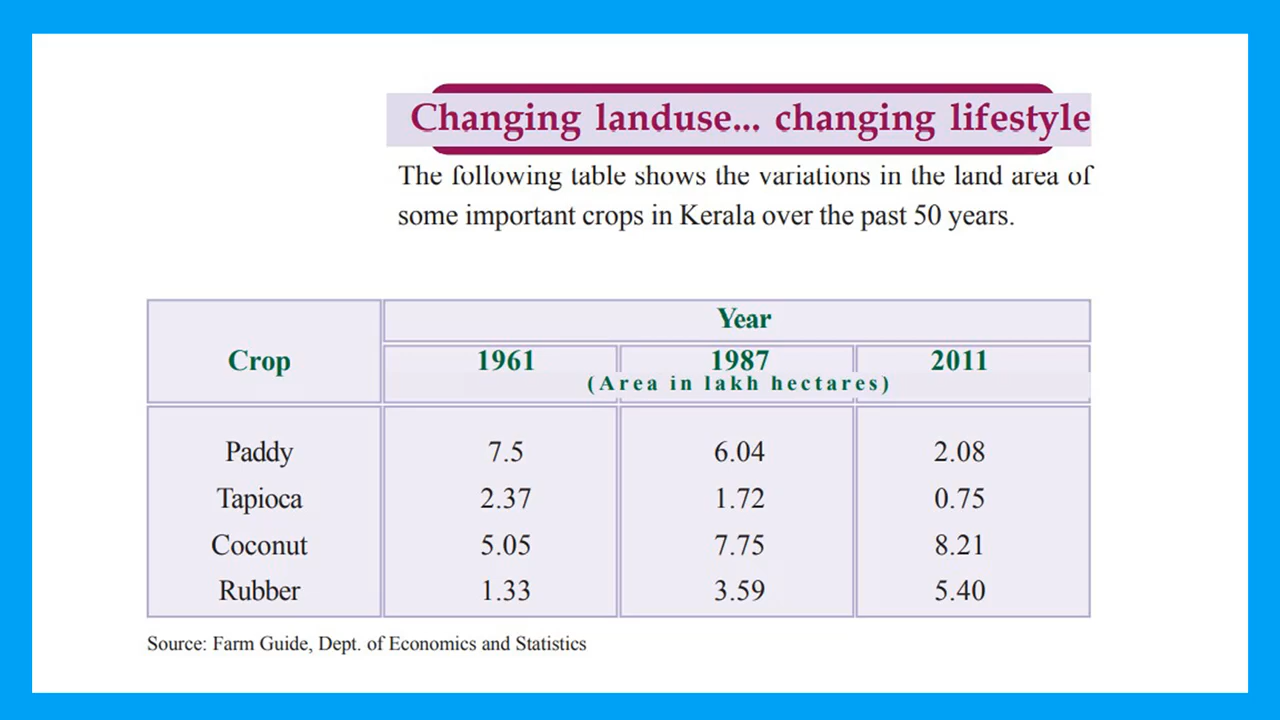 Changing landuse... changing lifestyle
The following table shows the variations in the land area of
some important crops in Kerala over the past 50 years.
Crop Year
1961 1987 2011
(Area in lakh hectares)
Paddy 7.5 6.04 2.08
Tapioca 2.37 1.72 0.75
Coconut 5.05 7.75 8.21
Rubber 1.33 3.59 5.40
Source: Farm Guide, Dept. of Economics and Statistics